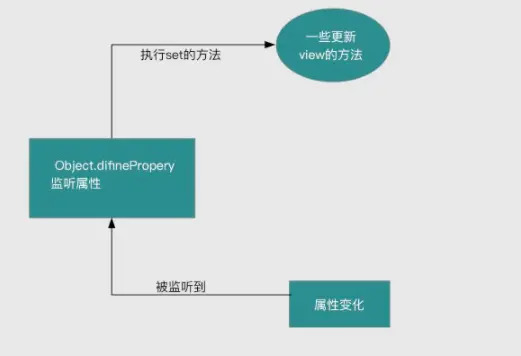 一些更新
view的方法
执行set的方法
Object.difinePropery
监听属性
被监听到
属性变化